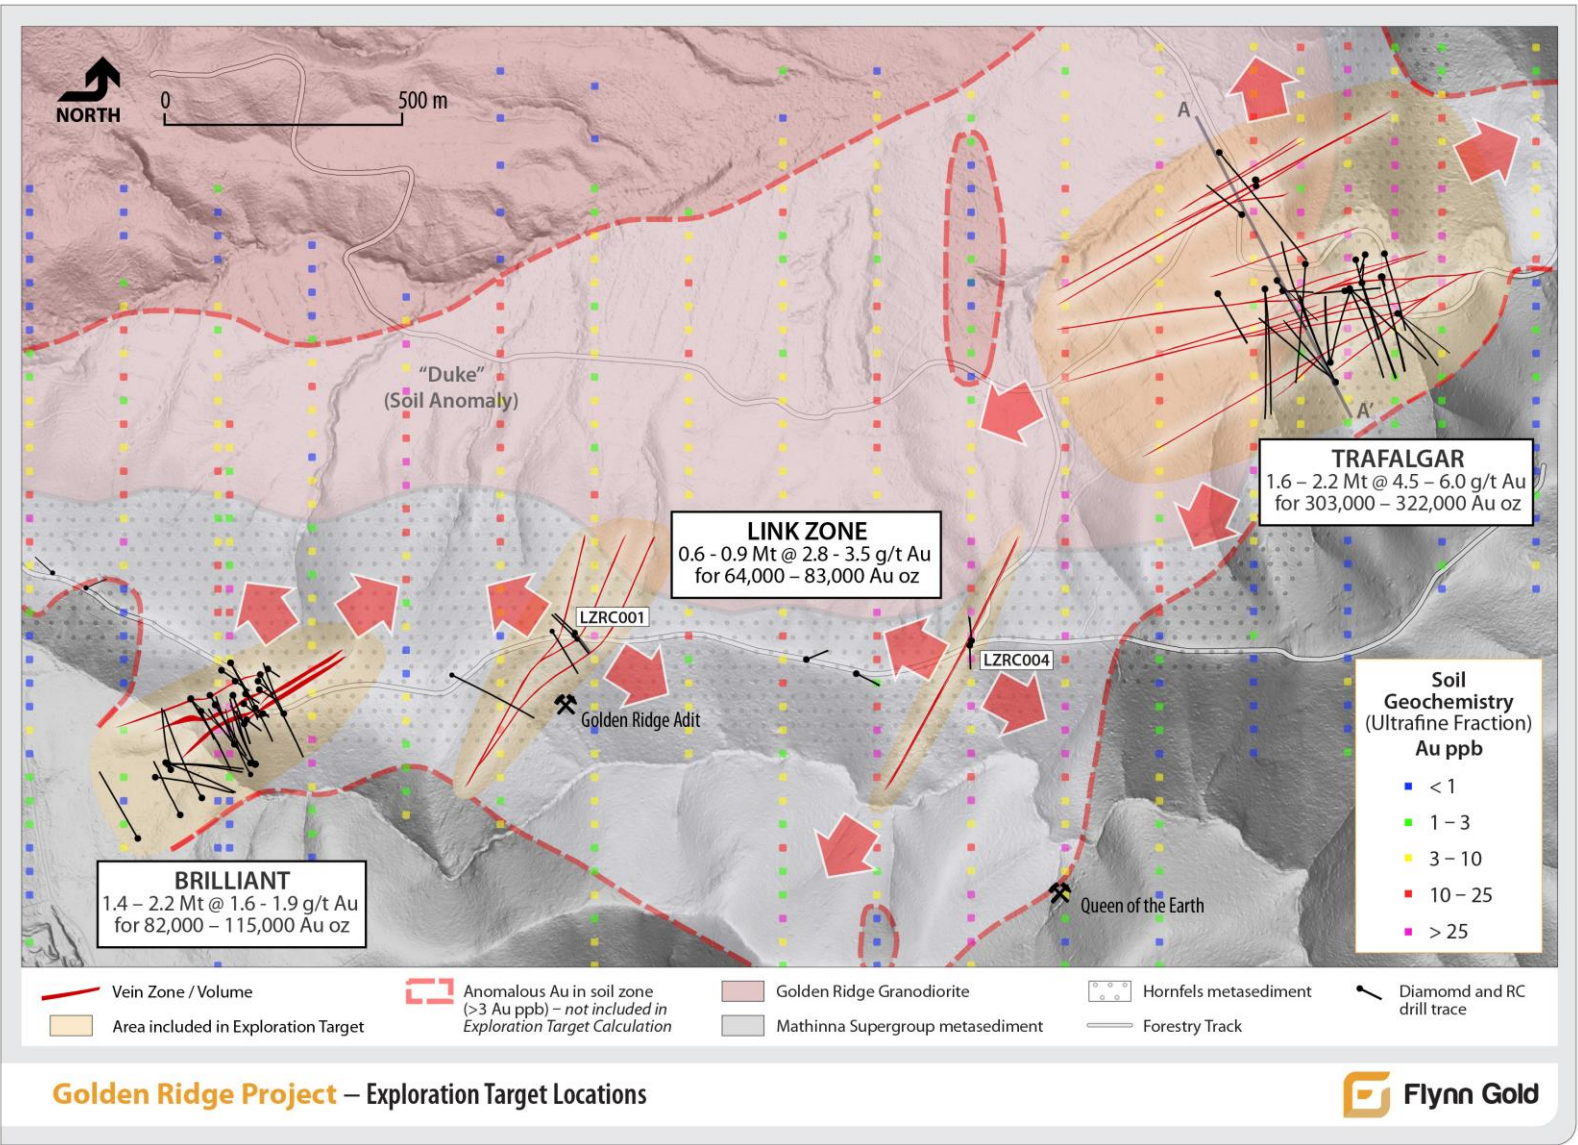 NORTH
0 500 m
A
"Duke"
(Soil Anomaly)
A'
TRAFALGAR
1.6 – 2.2 Mt @ 4.5 – 6.0 g/t Au
for 303,000 – 322,000 Au oz
LINK ZONE
0.6 - 0.9 Mt @ 2.8 - 3.5 g/t Au
for 64,000 – 83,000 Au oz
LZRC001
LZRC004
Golden Ridge Adit
BRILLIANT
1.4 – 2.2 Mt @ 1.6 - 1.9 g/t Au
for 82,000 – 115,000 Au oz
Queen of the Earth
Soil
Geochemistry
(Ultrafine Fraction)
Au ppb
< 1
1 – 3
3 – 10
10 – 25
> 25
Vein Zone / Volume
Area included in Exploration Target
Anomalous Au in soil zone
(>3 Au ppb) – not included in
Exploration Target Calculation
Golden Ridge Granodiorite
Mathinna Supergroup metasediment
Hornfels metasediment
Forestry Track
Diamomd and RC
drill trace
Golden Ridge Project – Exploration Target Locations
Flynn Gold